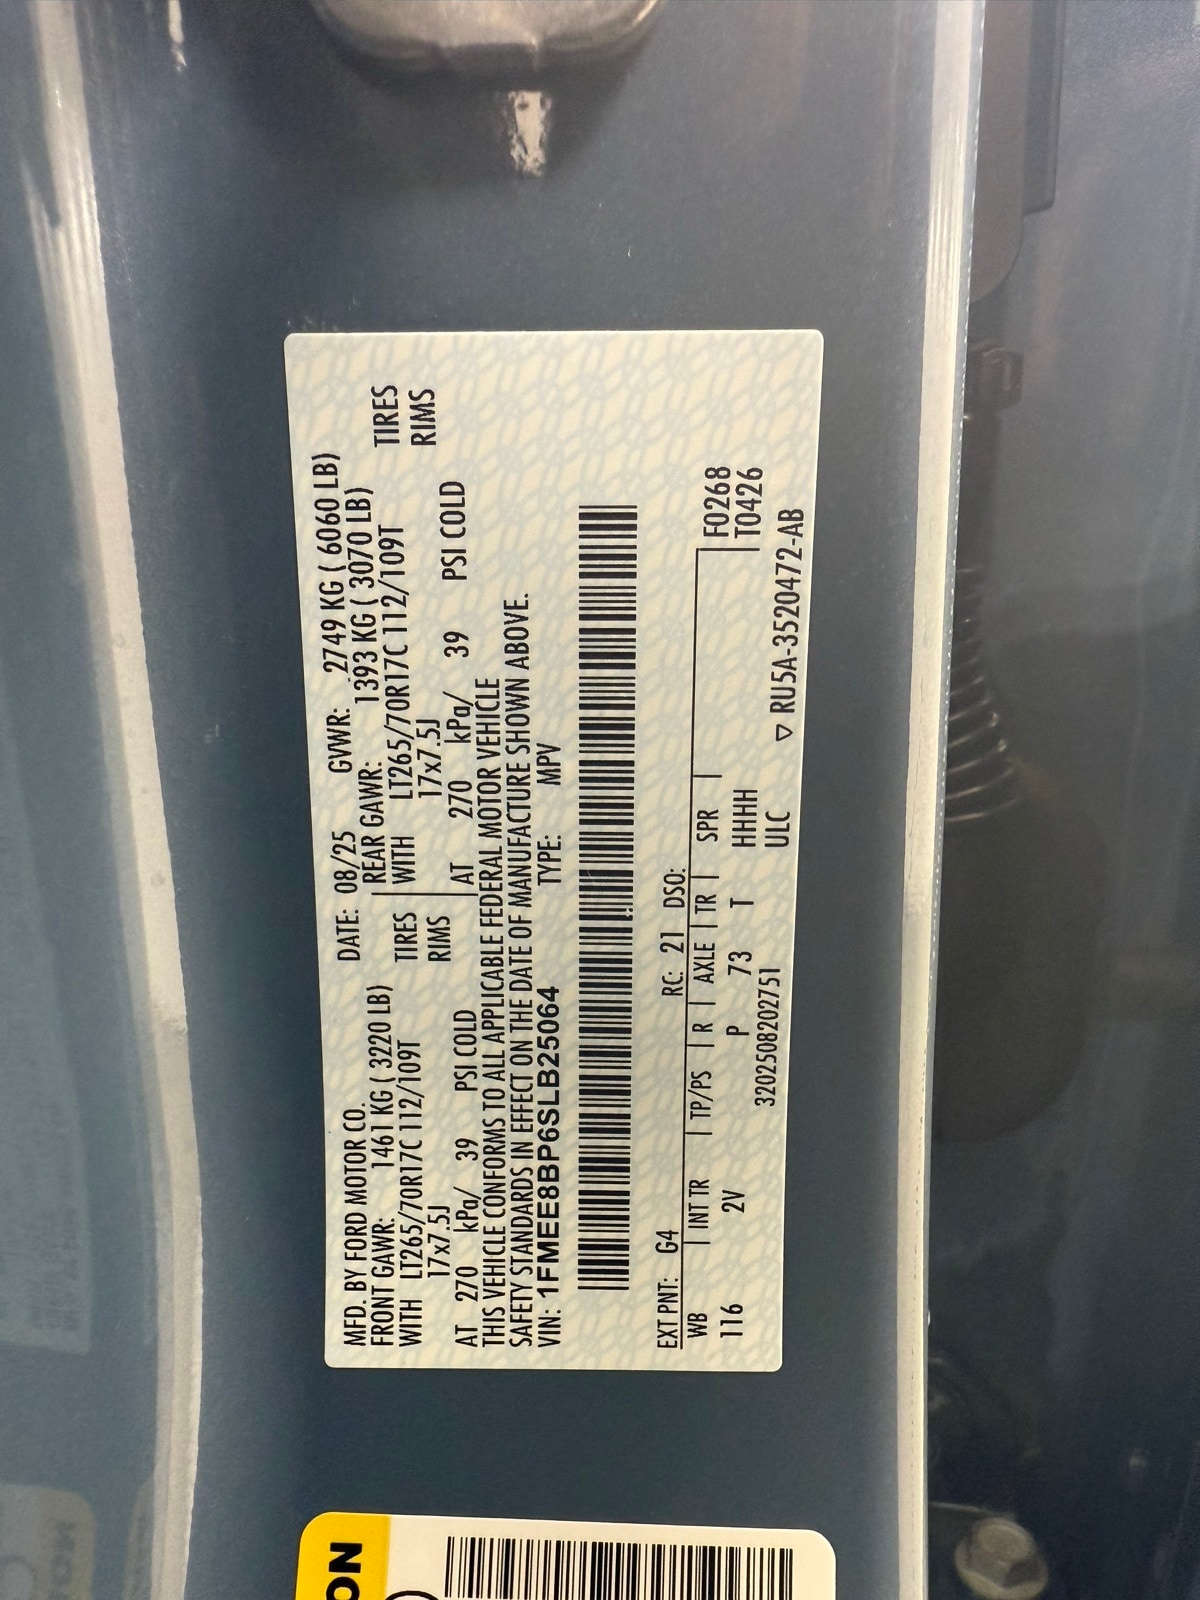 MFD. BY FORD MOTOR CO. DATE: 08/25 GVWR: 2749 KG ( 6060 LB)
FRONT GAWR: 1461 KG ( 3220 LB) REAR GAWR: 1393 KG ( 3070 LB)
WITH LT265/70R17C 112/109T TIRES WITH LT265/70R17C 112/109T TIRES
17x7.5J RIMS 17x7.5J RIMS
AT 270 kPa/ 39 PSI COLD AT 270 kPa/ 39 PSI COLD
THIS VEHICLE CONFORMS TO ALL APPLICABLE FEDERAL MOTOR VEHICLE
SAFETY STANDARDS IN EFFECT ON THE DATE OF MANUFACTURE SHOWN ABOVE.
VIN: 1FMEE8BP6SLB25064 TYPE: MPV
EXT PNT: G4 RC: 21 DSO:
WB | INT TR | TP/PS | R | AXLE | TR | SPR | F0268
116 2V P 73 T HHHH T0426
3202508202751 ULC ▽ RU5A-3520472-AB
ON